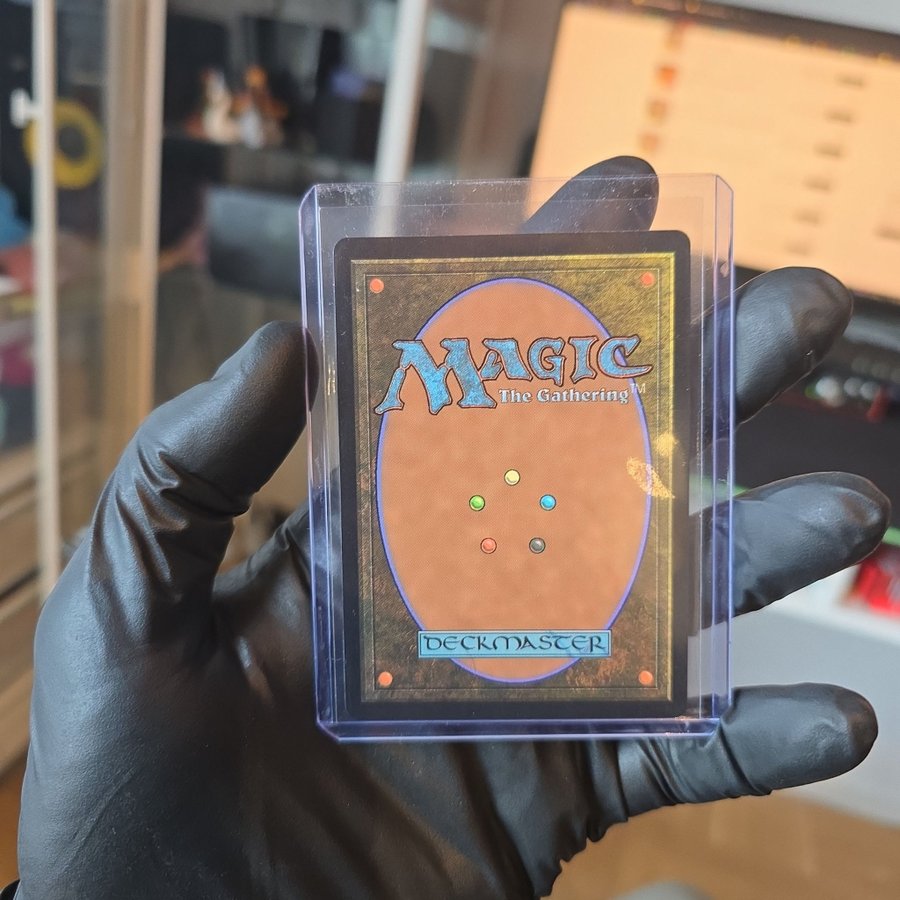 MAGIC
The Gathering™
DECKMASTER